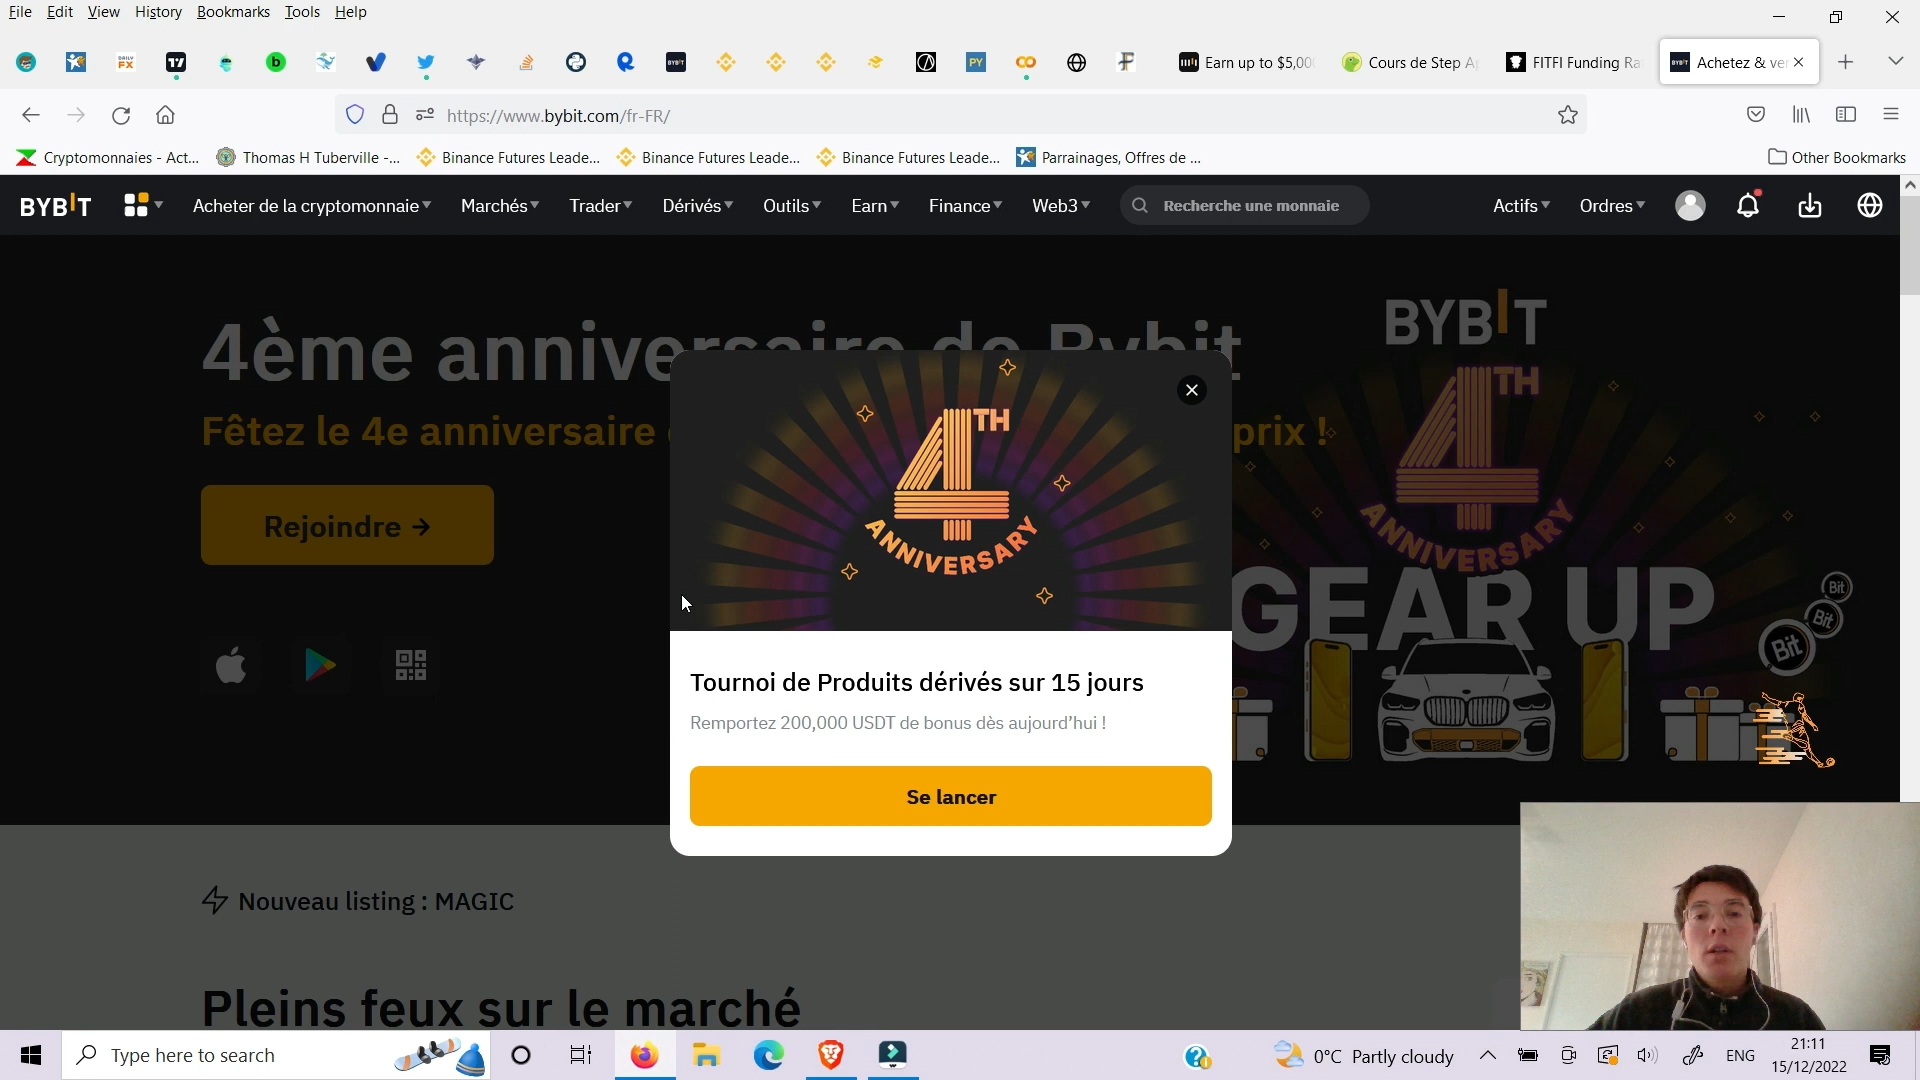 File Edit View History Bookmarks Tools Help
Earn up to $5,00
Cours de Step A
FITFI Funding Ra
Achetez & ve
https://www.bybit.com/fr-FR/
Cryptomonnaies - Act...
Thomas H Tuberville -...
Binance Futures Leade...
Binance Futures Leade...
Binance Futures Leade...
Parrainages, Offres de ...
Other Bookmarks
BYBIT
Acheter de la cryptomonnaie
Marchés
Trader
Dérivés
Outils
Earn
Finance
Web3
Recherche une monnaie
Actifs
Ordres
4ème anniversaire de Bybit
Fêtez le 4e anniversaire
prix !
Rejoindre →
BYBIT
4TH
ANNIVERSARY
GEAR UP
Bit
Bit
Bit
4TH
ANNIVERSARY
Tournoi de Produits dérivés sur 15 jours
Remportez 200,000 USDT de bonus dès aujourd’hui !
Se lancer
Nouveau listing : MAGIC
Pleins feux sur le marché
Type here to search
0°C Partly cloudy
ENG
21:11
15/12/2022